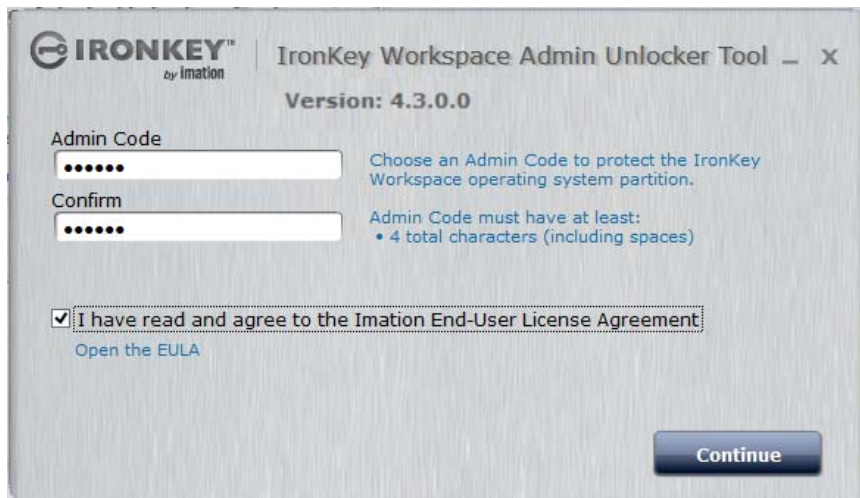 IRONKEY™
by imation
IronKey Workspace Admin Unlocker Tool
Version: 4.3.0.0
Admin Code
••••••
Choose an Admin Code to protect the IronKey
Workspace operating system partition.
Confirm
••••••
Admin Code must have at least:
• 4 total characters (including spaces)
I have read and agree to the Imation End-User License Agreement
Open the EULA
Continue